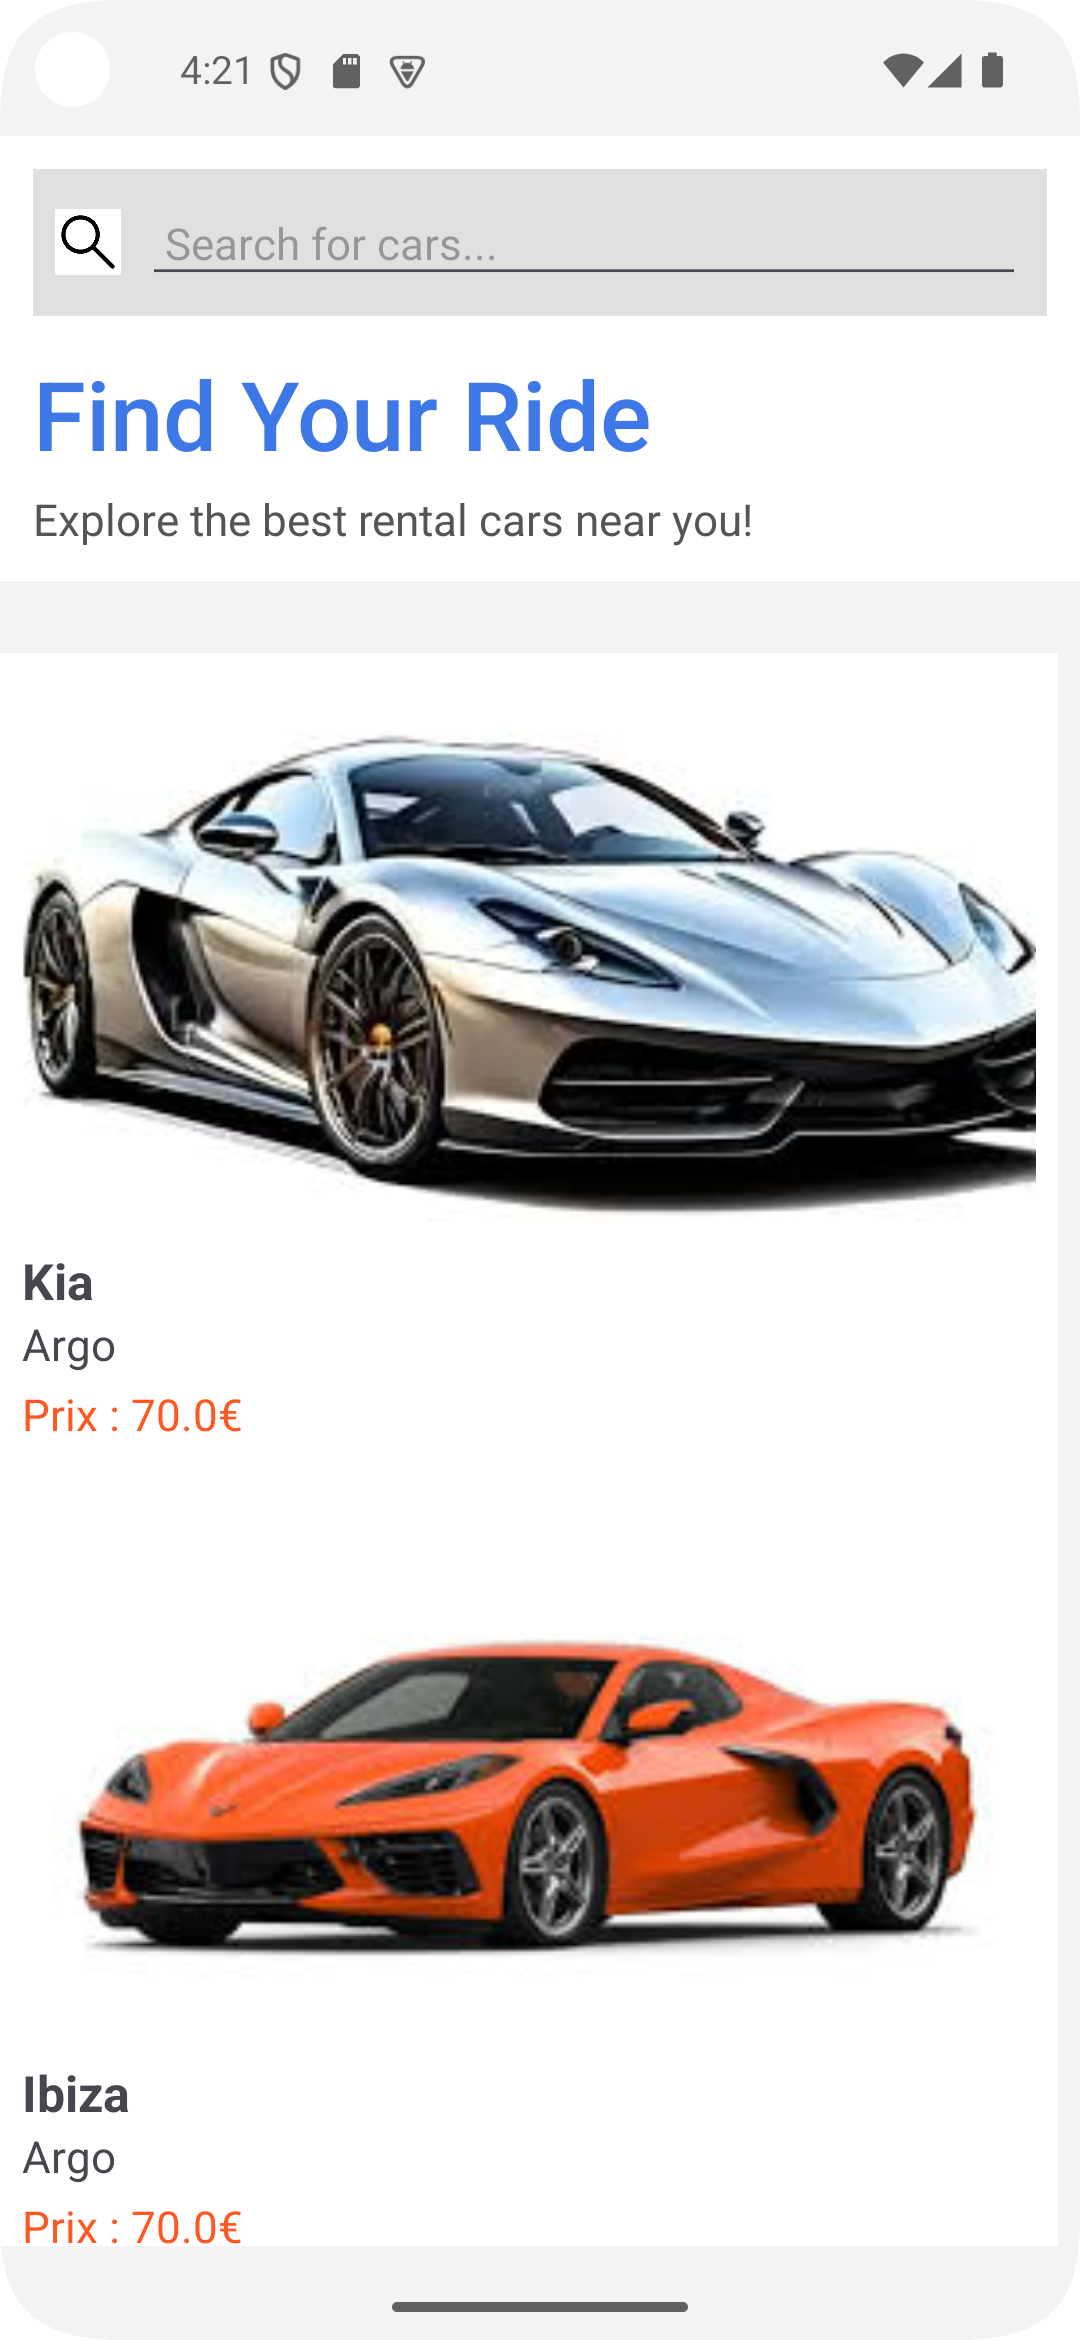 4:21
Search for cars...
Find Your Ride
Explore the best rental cars near you!
Kia
Argo
Prix : 70.0€
Ibiza
Argo
Prix : 70.0€